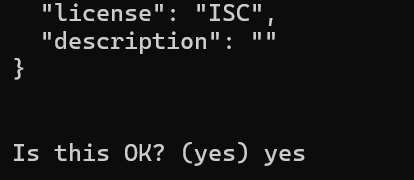 "license": "ISC",
"description": ""
}
Is this OK? (yes) yes